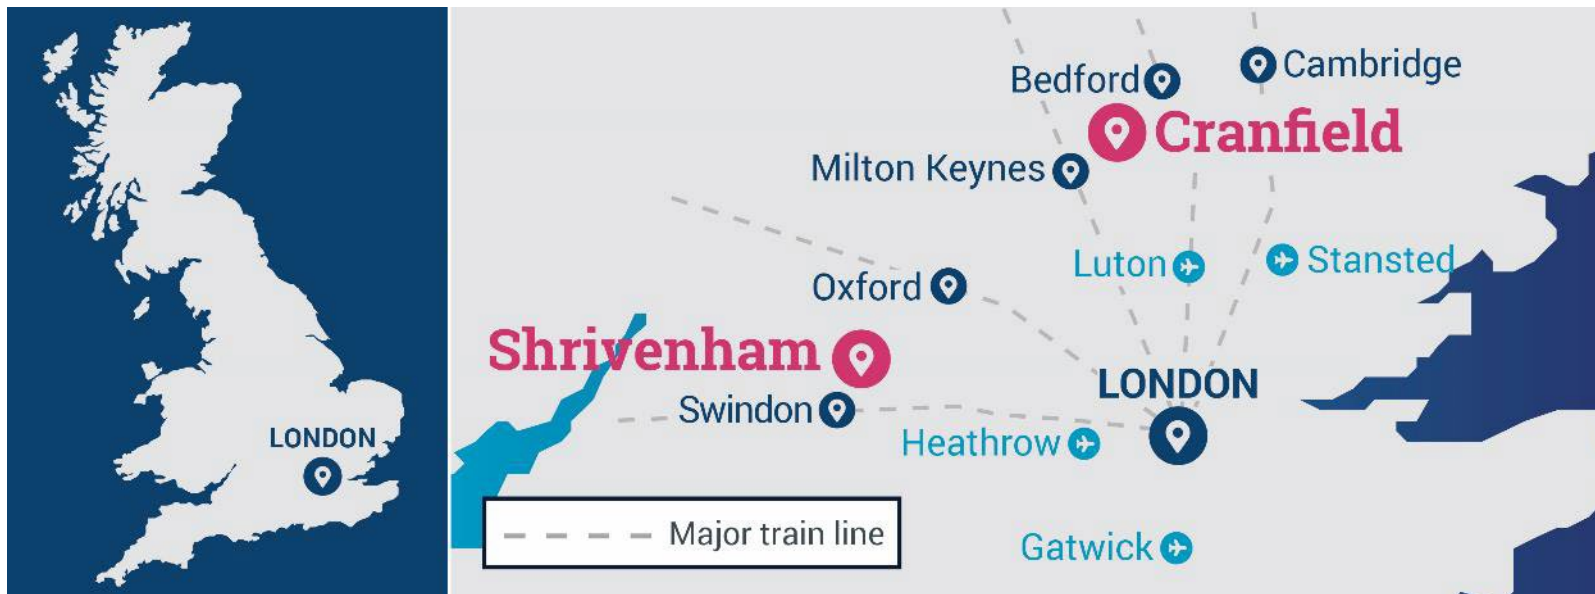 LONDON
Bedford
Cambridge
Cranfield
Milton Keynes
Luton
Stansted
Oxford
Shrivenham
LONDON
Swindon
Heathrow
Major train line
Gatwick